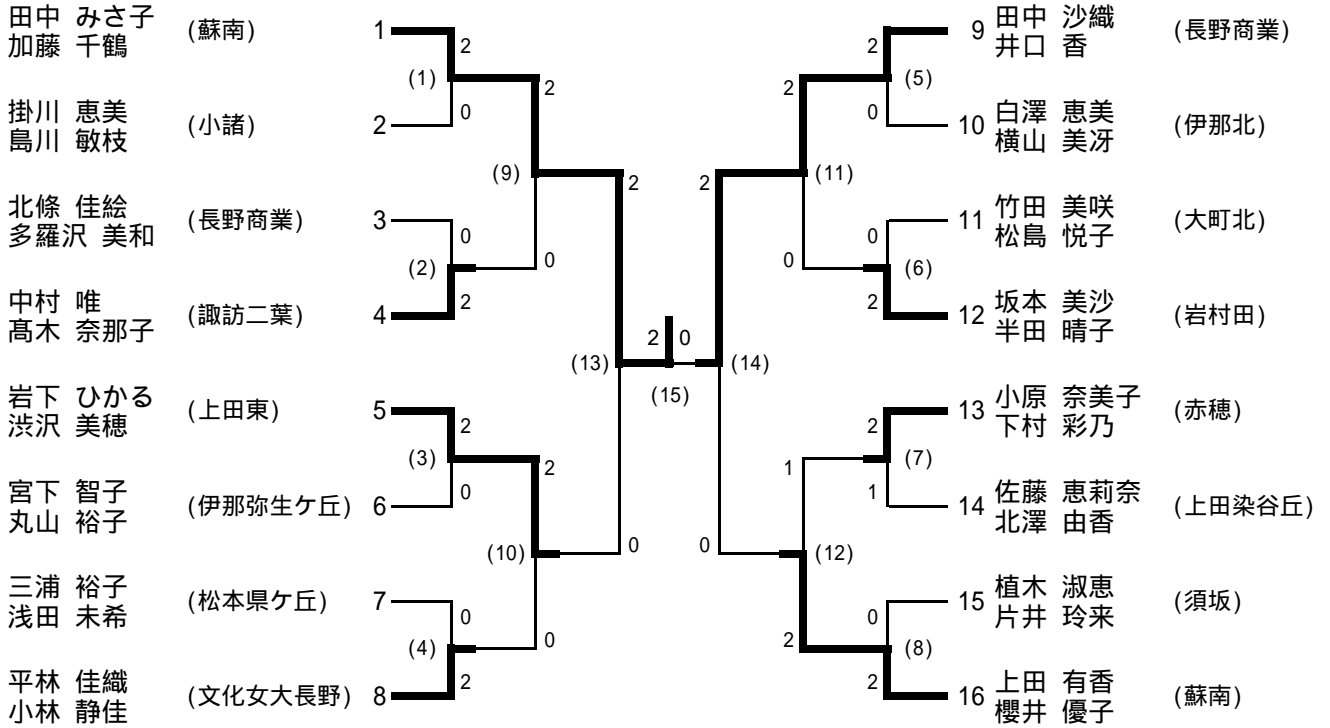 田中 みさ子
加藤 千鶴
(蘇南)
1
掛川 恵美
島川 敏枝
(小諸)
2
北條 佳絵
多羅沢 美和
(長野商業)
3
中村 唯
髙木 奈那子
(諏訪二葉)
4
岩下 ひかる
渋沢 美穂
(上田東)
5
宮下 智子
丸山 裕子
(伊那弥生ケ丘)
6
三浦 裕子
浅田 未希
(松本県ケ丘)
7
平林 佳織
小林 静佳
(文化女大長野)
8
2
(1)
0
0
(2)
2
2
(3)
0
0
(4)
2
2
(9)
0
2
(10)
0
2
(13)
0
2 0
(15)
2
(14)
0
2
(11)
0
1
(12)
2
2
(5)
0
0
(6)
2
2
(7)
1
0
(8)
2
9
田中 沙織
井口 香
(長野商業)
10
白澤 恵美
横山 美冴
(伊那北)
11
竹田 美咲
松島 悦子
(大町北)
12
坂本 美沙
半田 晴子
(岩村田)
13
小原 奈美子
下村 彩乃
(赤穂)
14
佐藤 恵莉奈
北澤 由香
(上田染谷丘)
15
植木 淑恵
片井 玲来
(須坂)
16
上田 有香
櫻井 優子
(蘇南)